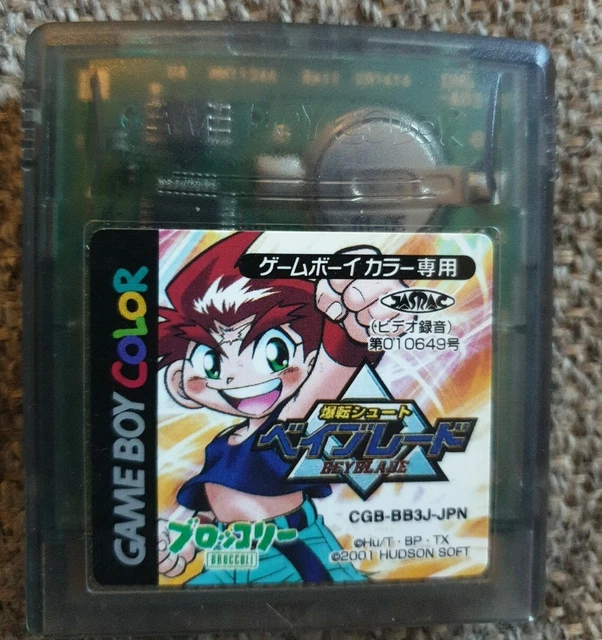 GAME BOY COLOR
ゲームボーイカラー専用
JASRAC
(ビデオ録音)
第010649号
爆転シュート
ベイブレード
BEYBLADE
CGB-BB3J-JPN
ブロッコリー
BROCCOLI
©Hu/T・BP・TX
©2001 HUDSON SOFT